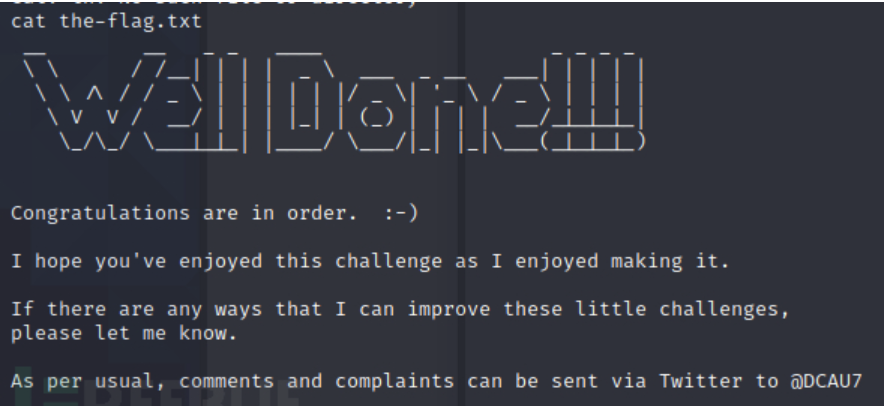 cat the-flag.txt
Well Done!!!
Congratulations are in order.  :-)
I hope you've enjoyed this challenge as I enjoyed making it.
If there are any ways that I can improve these little challenges,
please let me know.
As per usual, comments and complaints can be sent via Twitter to @DCAU7